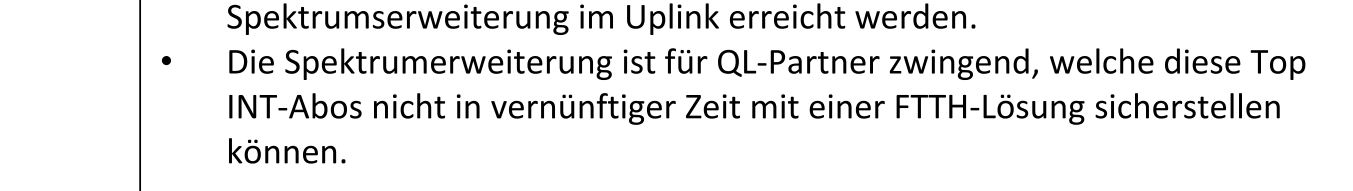 Spektrumserweiterung im Uplink erreicht werden.
• Die Spektrumerweiterung ist für QL-Partner zwingend, welche diese Top
INT-Abos nicht in vernünftiger Zeit mit einer FTTH-Lösung sicherstellen
können.